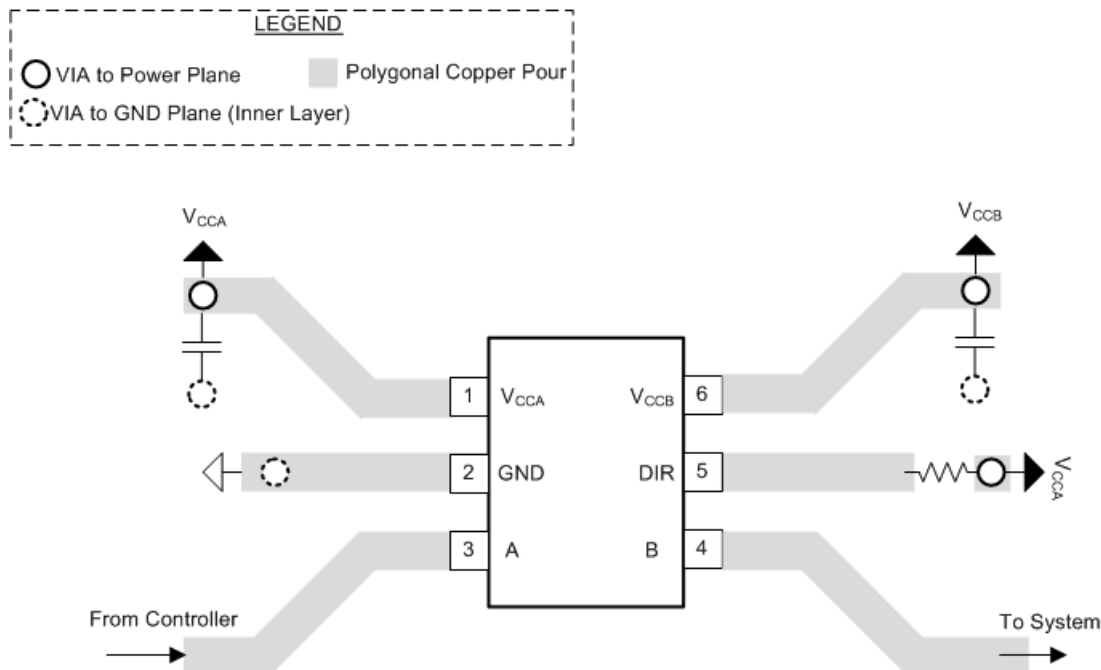 LEGEND
VIA to Power Plane
Polygonal Copper Pour
VIA to GND Plane (Inner Layer)
VCCA
VCCB
1 VCCA
VCCB 6
2 GND
DIR 5
VCCA
3 A
B 4
From Controller
To System